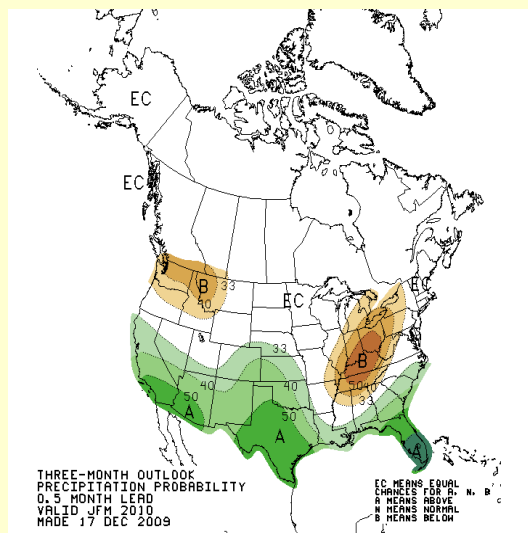 EC
EC
B
33
40
EC
EC
33
B
40
40
50
40
33
50
50
A
A
A
THREE-MONTH OUTLOOK
PRECIPITATION PROBABILITY
0.5 MONTH LEAD
VALID JFM 2010
MADE 17 DEC 2009
EC MEANS EQUAL
CHANCES FOR A, N, B
A MEANS ABOVE
N MEANS NORMAL
B MEANS BELOW